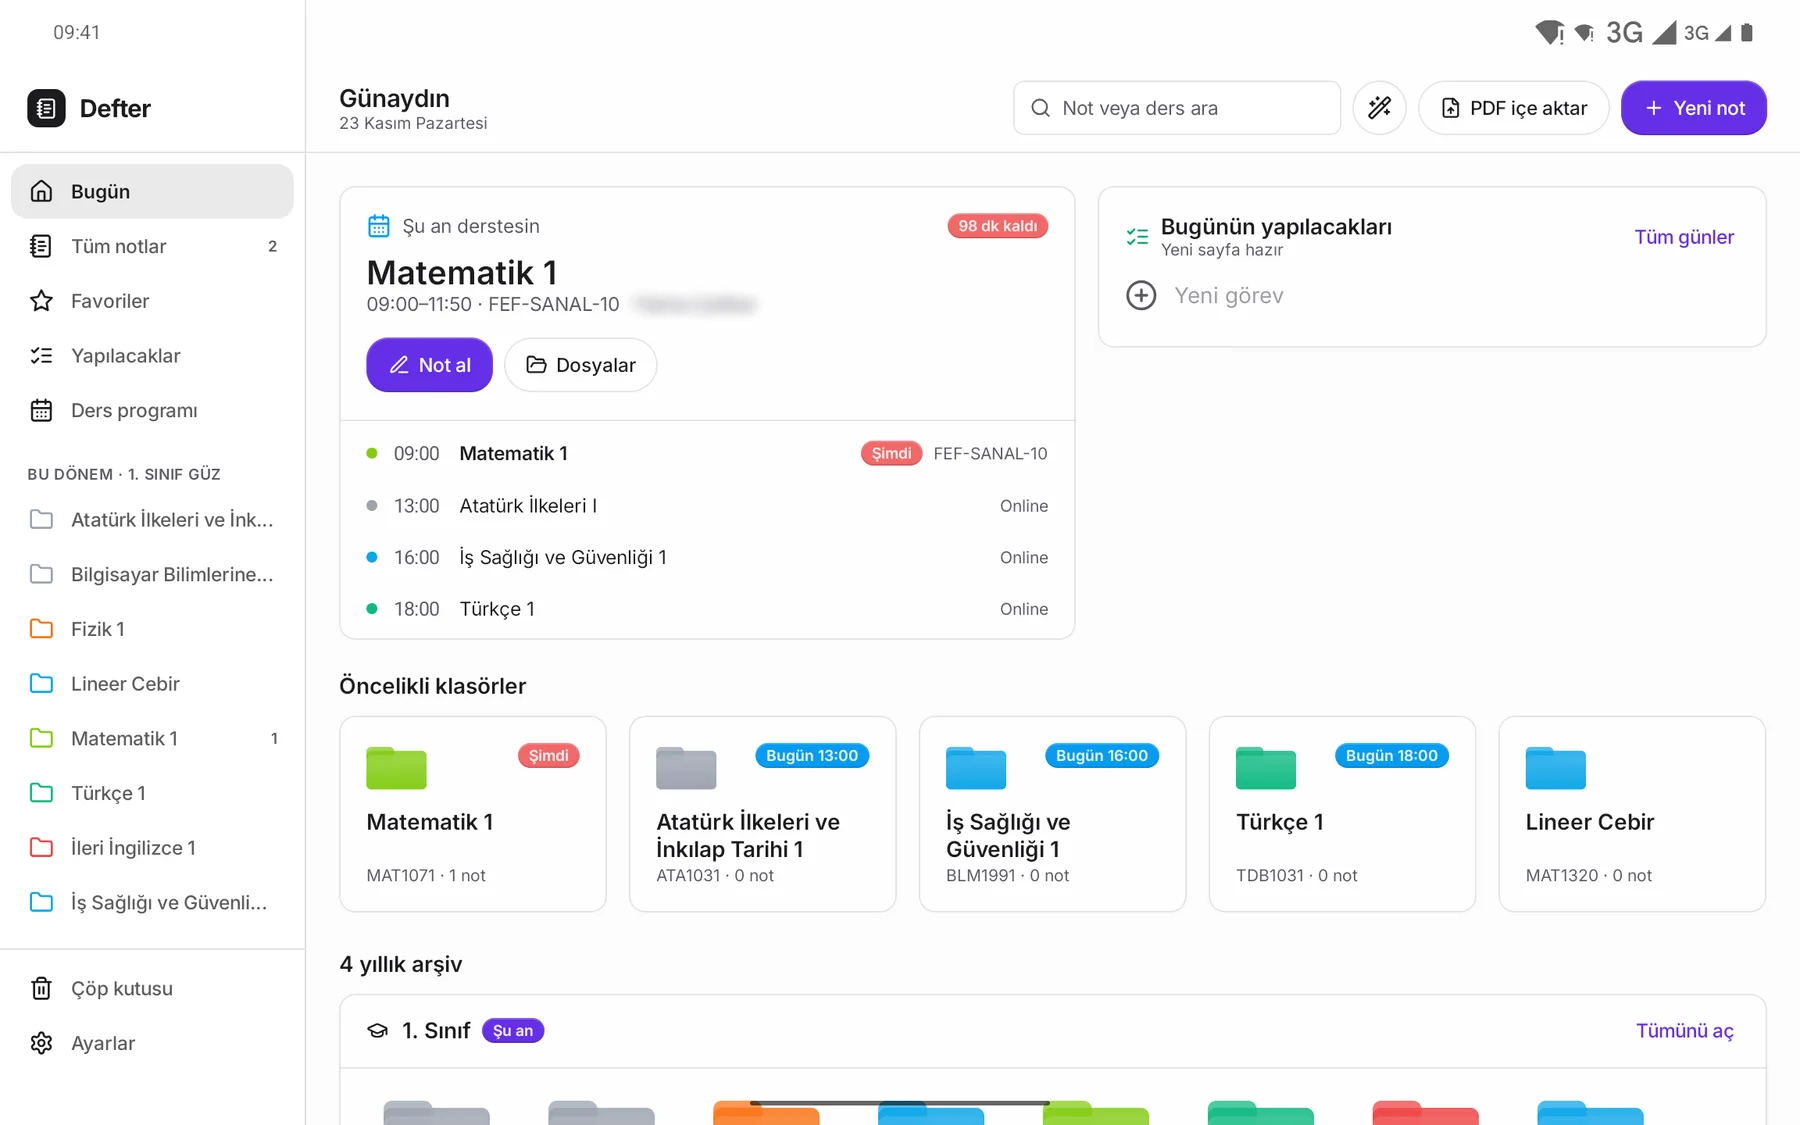 09:41
3G
3G
Defter
Günaydın
23 Kasım Pazartesi
Not veya ders ara
PDF içe aktar
Yeni not
Bugün
Tüm notlar
2
Favoriler
Yapılacaklar
Ders programı
BU DÖNEM · 1. SINIF GÜZ
Atatürk İlkeleri ve İnk...
Bilgisayar Bilimlerine...
Fizik 1
Lineer Cebir
Matematik 1
1
Türkçe 1
İleri İngilizce 1
İş Sağlığı ve Güvenli...
Çöp kutusu
Ayarlar
Şu an derstesin
98 dk kaldı
Matematik 1
09:00–11:50 · FEF-SANAL-10
Not al
Dosyalar
09:00 Matematik 1 Şimdi FEF-SANAL-10
13:00 Atatürk İlkeleri I Online
16:00 İş Sağlığı ve Güvenliği 1 Online
18:00 Türkçe 1 Online
Bugünün yapılacakları
Yeni sayfa hazır
Tüm günler
Yeni görev
Öncelikli klasörler
Şimdi
Matematik 1
MAT1071 · 1 not
Bugün 13:00
Atatürk İlkeleri ve
İnkılap Tarihi 1
ATA1031 · 0 not
Bugün 16:00
İş Sağlığı ve
Güvenliği 1
BLM1991 · 0 not
Bugün 18:00
Türkçe 1
TDB1031 · 0 not
Lineer Cebir
MAT1320 · 0 not
4 yıllık arşiv
1. Sınıf
Şu an
Tümünü aç